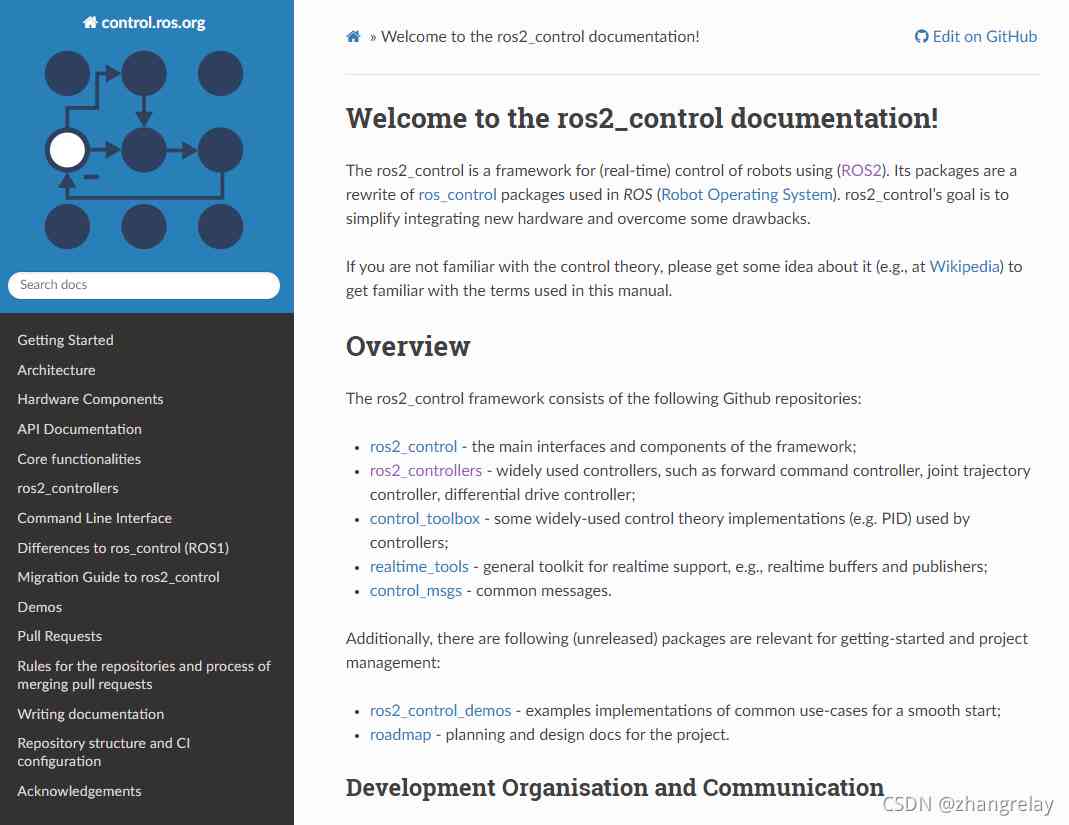 control.ros.org
Search docs
Getting Started
Architecture
Hardware Components
API Documentation
Core functionalities
ros2_controllers
Command Line Interface
Differences to ros_control (ROS1)
Migration Guide to ros2_control
Demos
Pull Requests
Rules for the repositories and process of
merging pull requests
Writing documentation
Repository structure and CI
configuration
Acknowledgements
» Welcome to the ros2_control documentation!
Edit on GitHub
Welcome to the ros2_control documentation!
The ros2_control is a framework for (real-time) control of robots using (ROS2). Its packages are a
rewrite of ros_control packages used in ROS (Robot Operating System). ros2_control's goal is to
simplify integrating new hardware and overcome some drawbacks.
If you are not familiar with the control theory, please get some idea about it (e.g., at Wikipedia) to
get familiar with the terms used in this manual.
Overview
The ros2_control framework consists of the following Github repositories:
• ros2_control - the main interfaces and components of the framework;
• ros2_controllers - widely used controllers, such as forward command controller, joint trajectory
controller, differential drive controller;
• control_toolbox - some widely-used control theory implementations (e.g. PID) used by
controllers;
• realtime_tools - general toolkit for realtime support, e.g., realtime buffers and publishers;
• control_msgs - common messages.
Additionally, there are following (unreleased) packages are relevant for getting-started and project
management:
• ros2_control_demos - examples implementations of common use-cases for a smooth start;
• roadmap - planning and design docs for the project.
Development Organisation and Communication
CSDN @zhangrelay